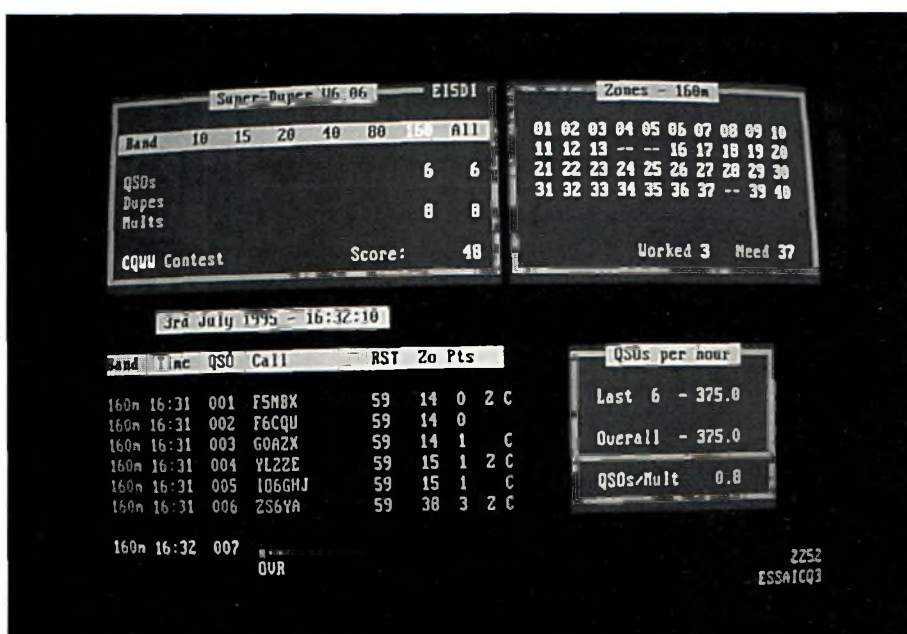 Super-Duper V6.06 EI5DI
Band 10 15 20 40 80 160 All
QSOs 6 6
Dupes
Mults 8 8
CQWW Contest Score: 48
Zones - 160m
01 02 03 04 05 06 07 08 09 10
11 12 13 -- -- 16 17 18 19 20
21 22 23 24 25 26 27 28 29 30
31 32 33 34 35 36 37 -- 39 40
Worked 3 Need 37
3rd July 1995 - 16:32:10
Band Time QSO Call RST Zo Pts
160m 16:31 001 F5NBX 59 14 0 Z C
160m 16:31 002 F6CQU 59 14 0
160m 16:31 003 G0AZX 59 14 1 C
160m 16:31 004 YL2ZE 59 15 1 Z C
160m 16:31 005 IO6GHJ 59 15 1 C
160m 16:31 006 ZS6YA 59 38 3 Z C
160m 16:32 007
OVR
QSOs per hour
Last 6 - 375.0
Overall - 375.0
QSOs/Mult 0.8
2252
ESSAICQ3